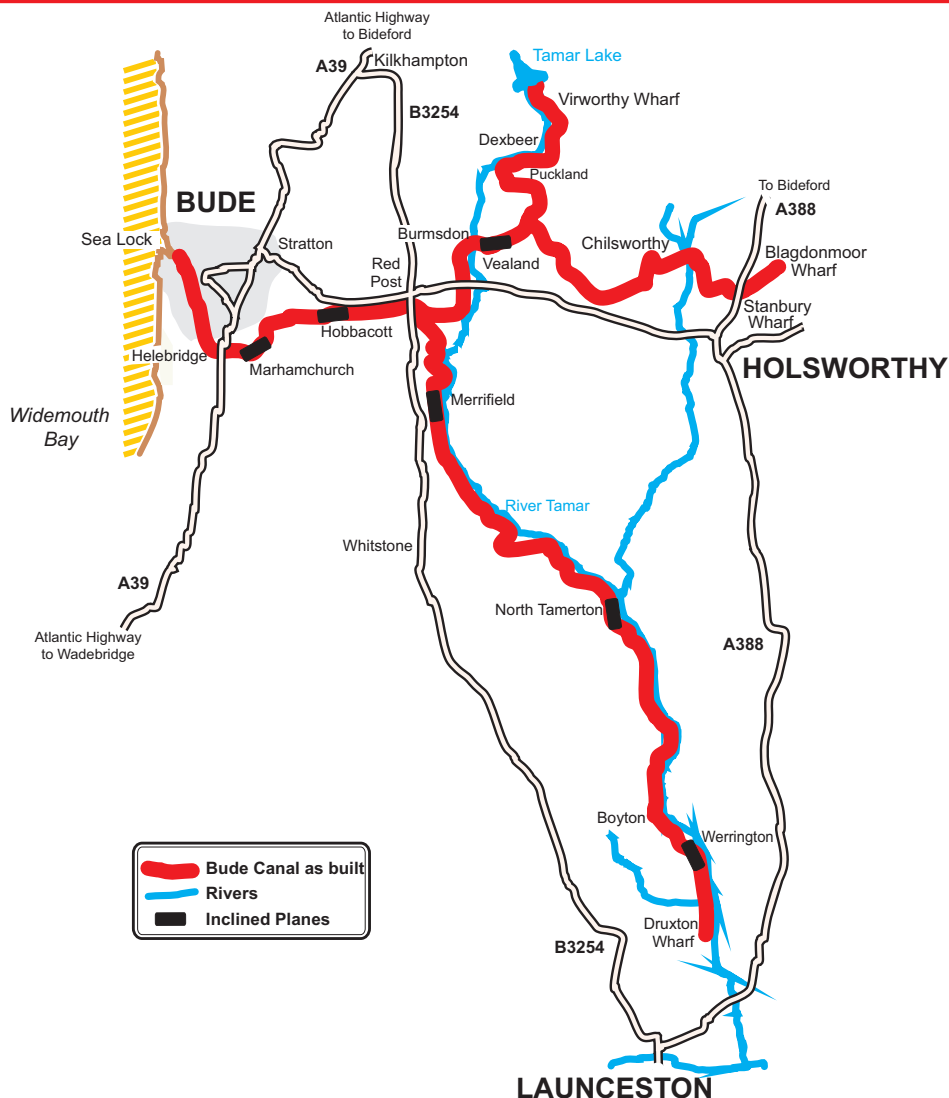 Atlantic Highway
to Bideford
A39
Kilkhampton
B3254
Tamar Lake
Virworthy Wharf
Dexbeer
Puckland
BUDE
To Bideford
A388
Sea Lock
Stratton
Burmsdon
Chilsworthy
Vealand
Blagdonmoor
Wharf
Red
Post
Stanbury
Wharf
Hobbacott
Helebridge
Marhamchurch
HOLSWORTHY
Merrifield
Widemouth
Bay
River Tamar
Whitstone
A39
North Tamerton
Atlantic Highway
to Wadebridge
A388
Boyton
Werrington
Bude Canal as built
Rivers
Inclined Planes
Druxton
Wharf
B3254
LAUNCESTON